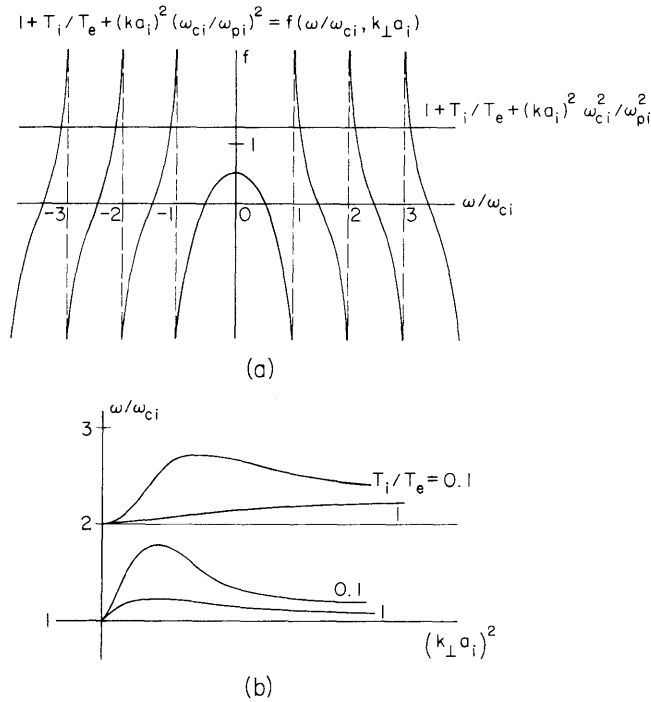 1 + T_i / T_e + (ka_i)^2 (ω_ci/ω_pi)^2 = f(ω/ω_ci, k_⊥a_i)
f
1 + T_i / T_e + (ka_i)^2 ω_ci^2/ω_pi^2
1
-3 -2 -1 0 1 2 3 ω/ω_ci
(a)
ω/ω_ci
3
T_i/T_e = 0.1
1
2
0.1
1
1
(k_⊥a_i)^2
(b)